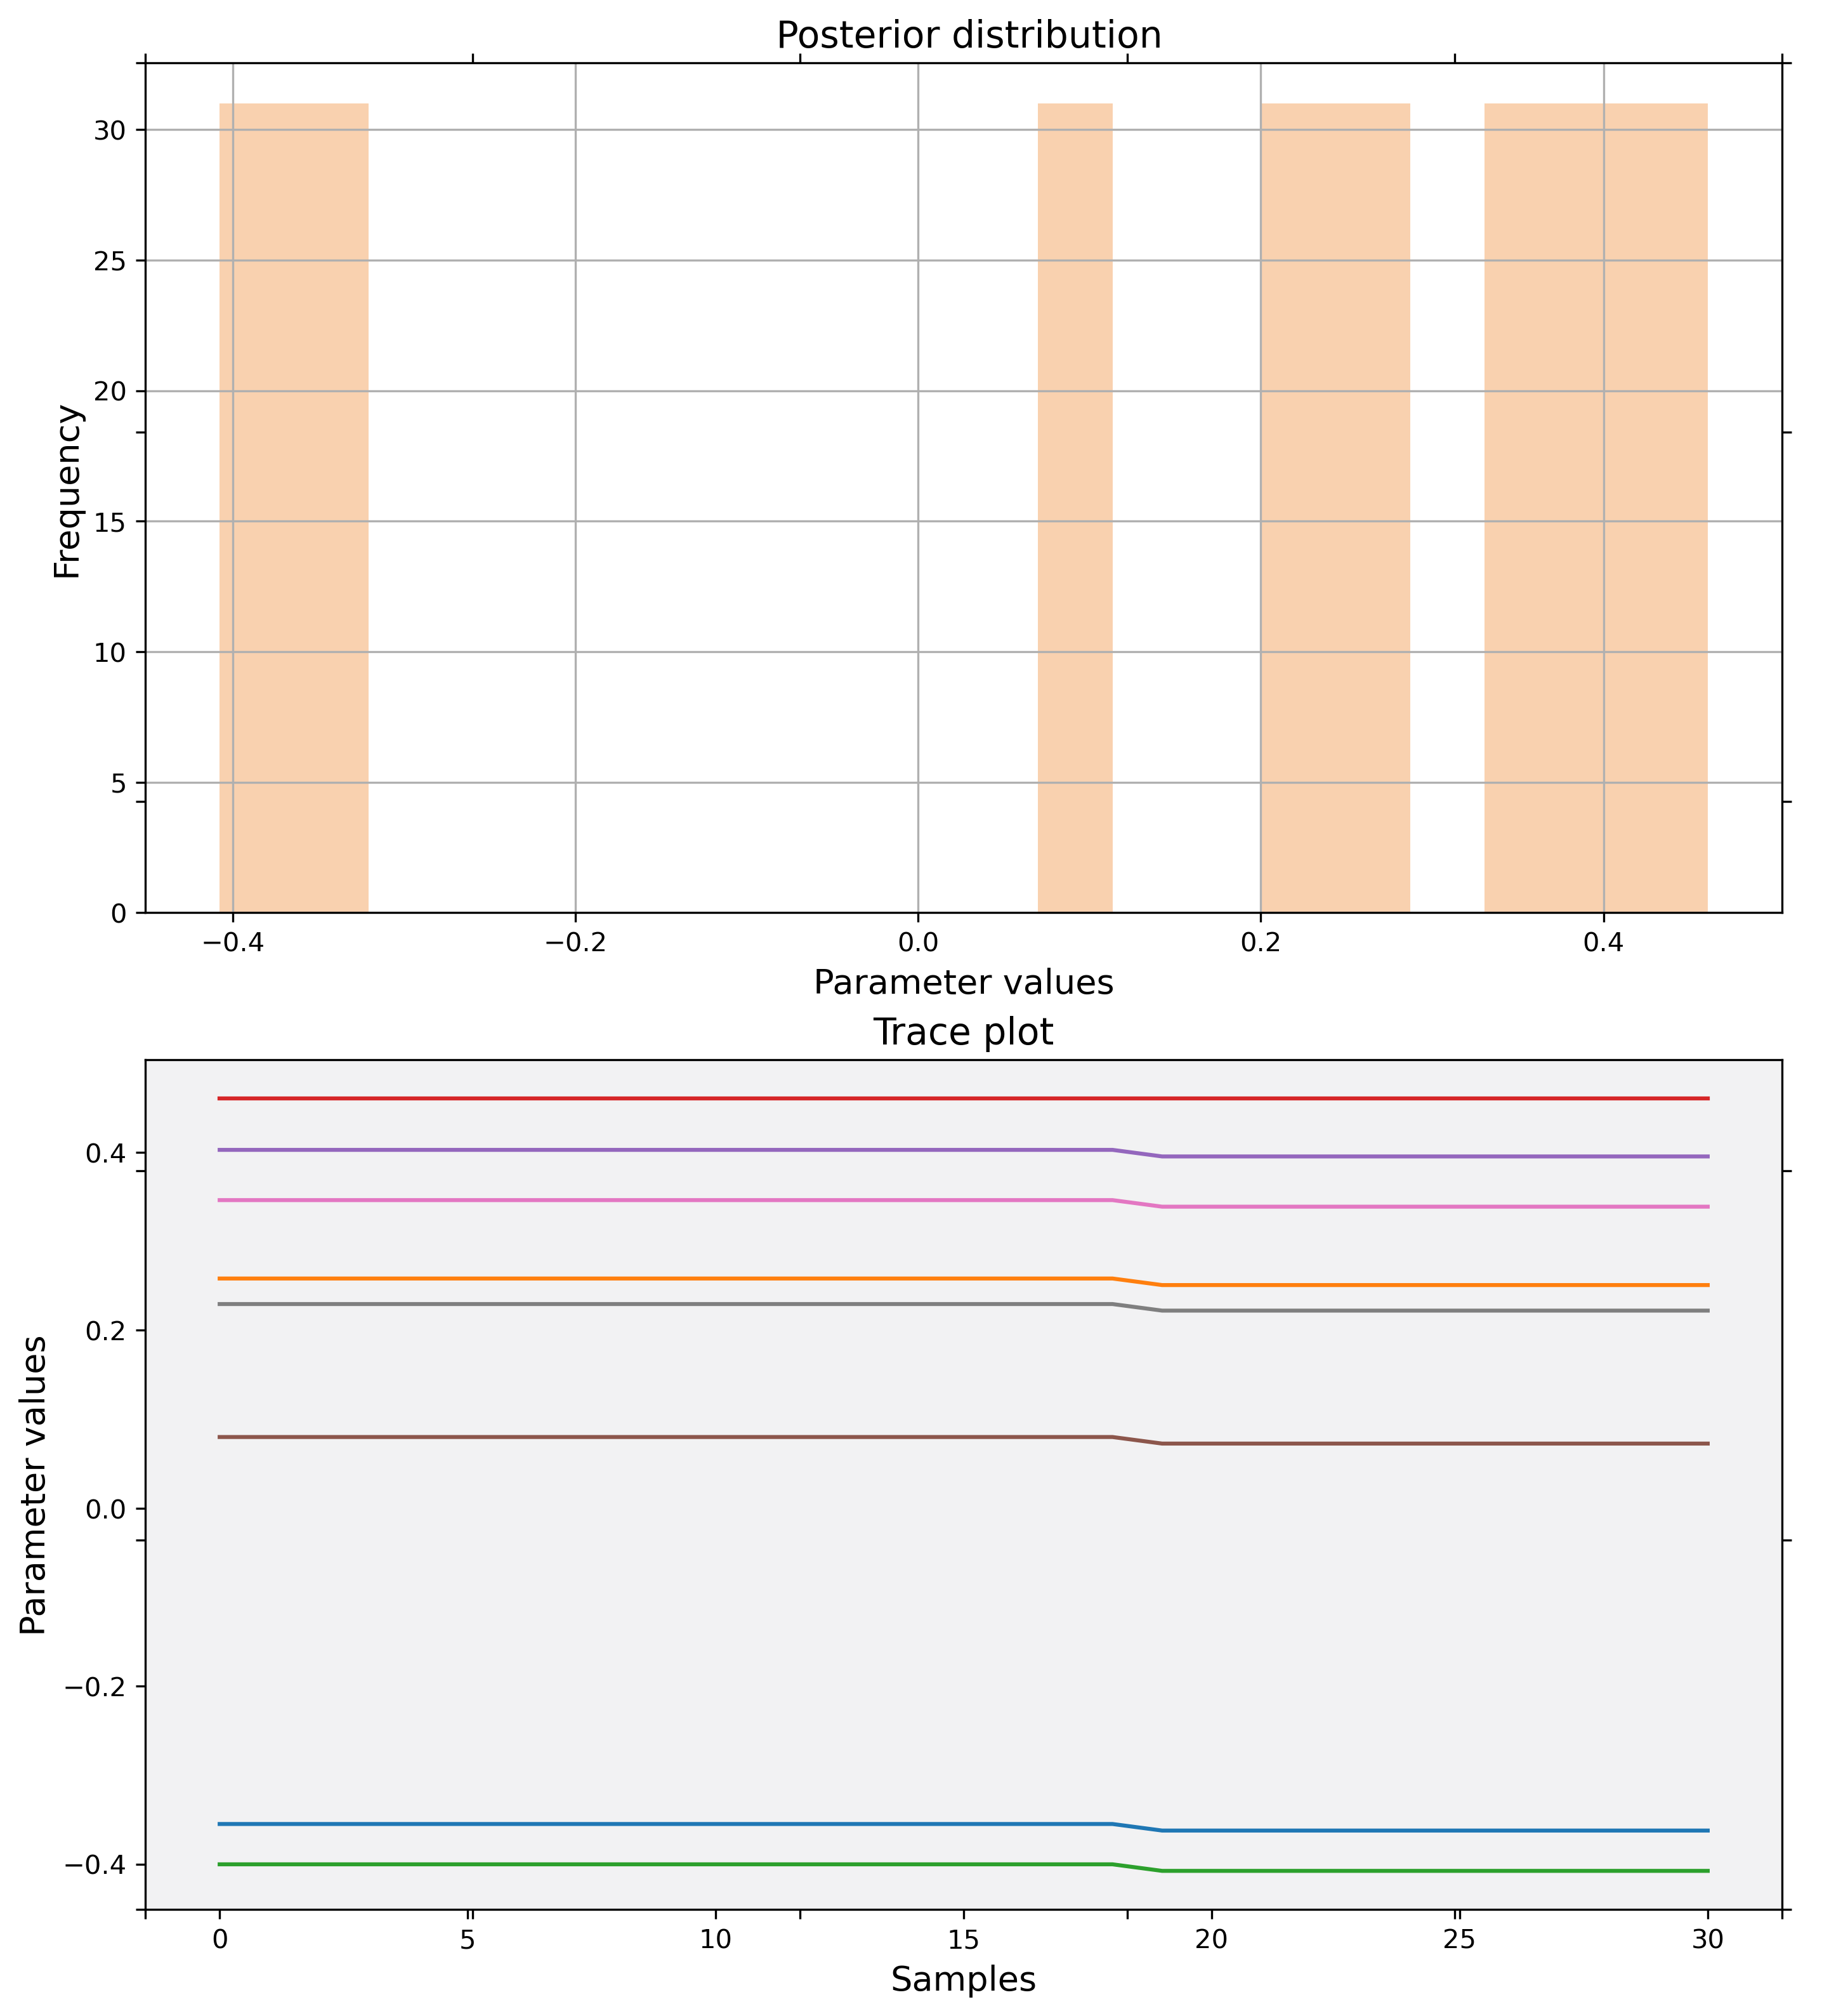 Posterior distribution
30
25
20
15
10
5
0
Frequency
−0.4 −0.2 0.0 0.2 0.4
Parameter values
Trace plot
0.4
0.2
0.0
−0.2
−0.4
Parameter values
0 5 10 15 20 25 30
Samples